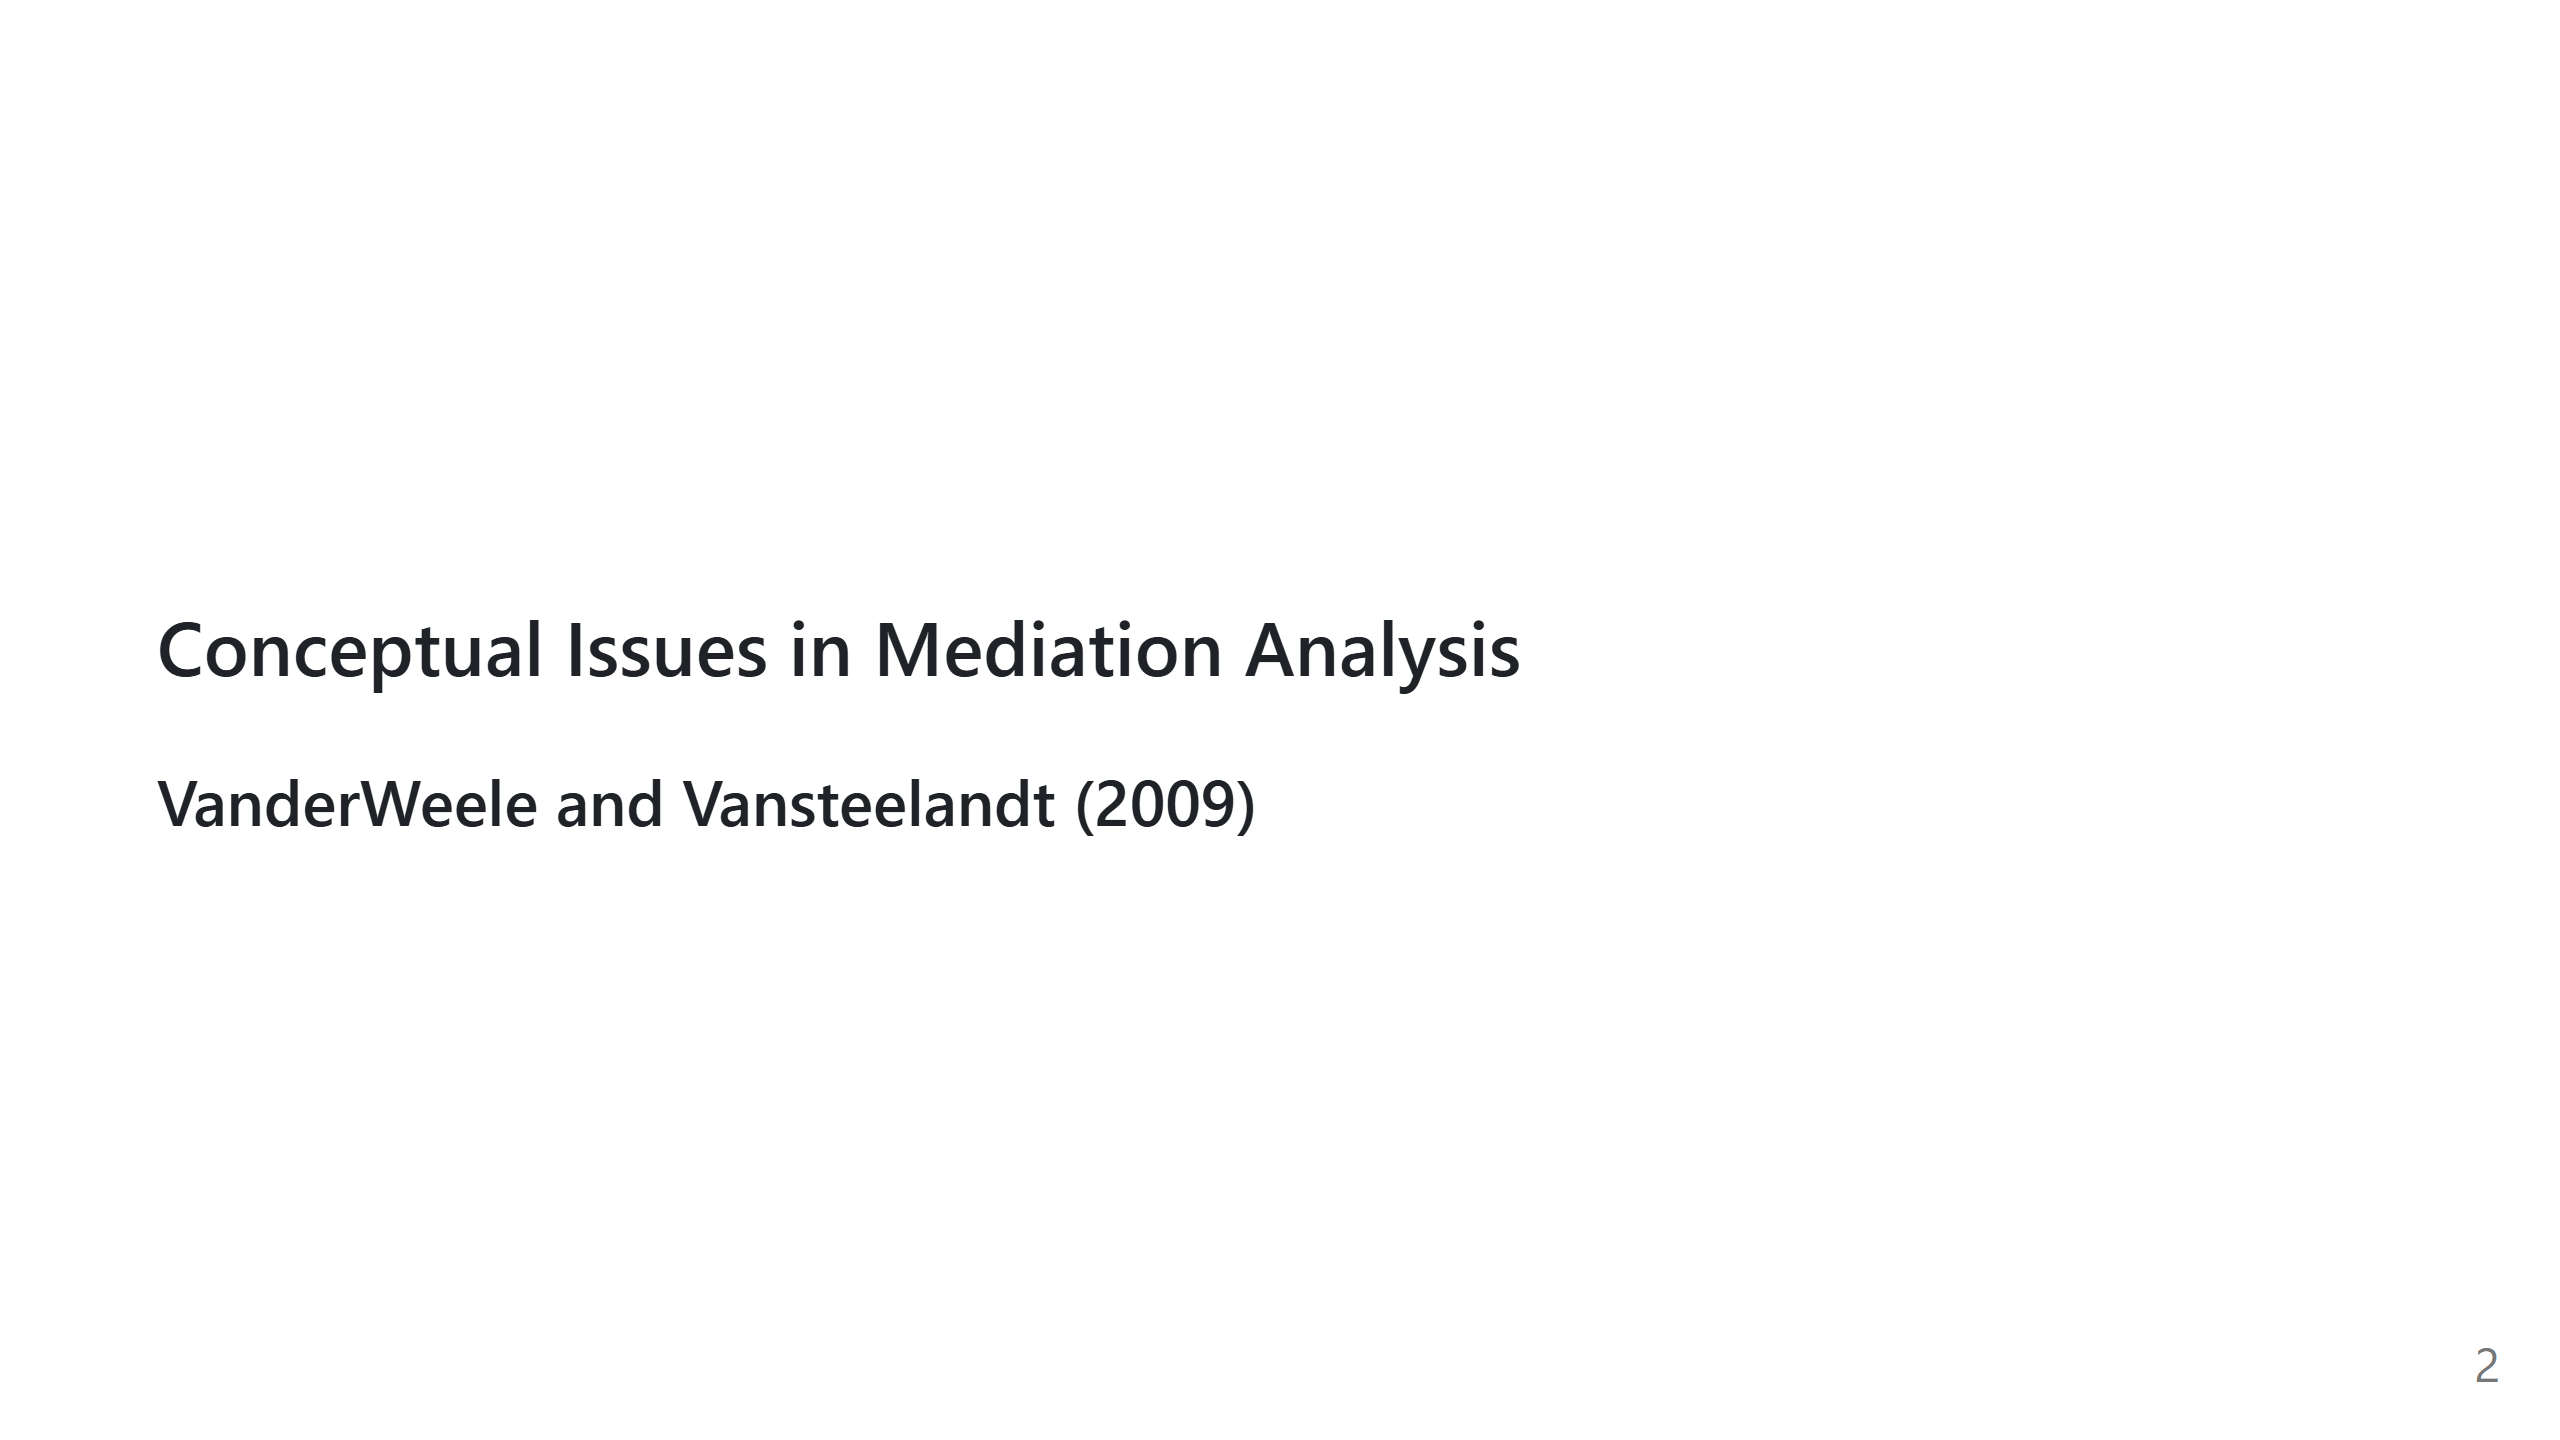 Conceptual Issues in Mediation Analysis
VanderWeele and Vansteelandt (2009)
2